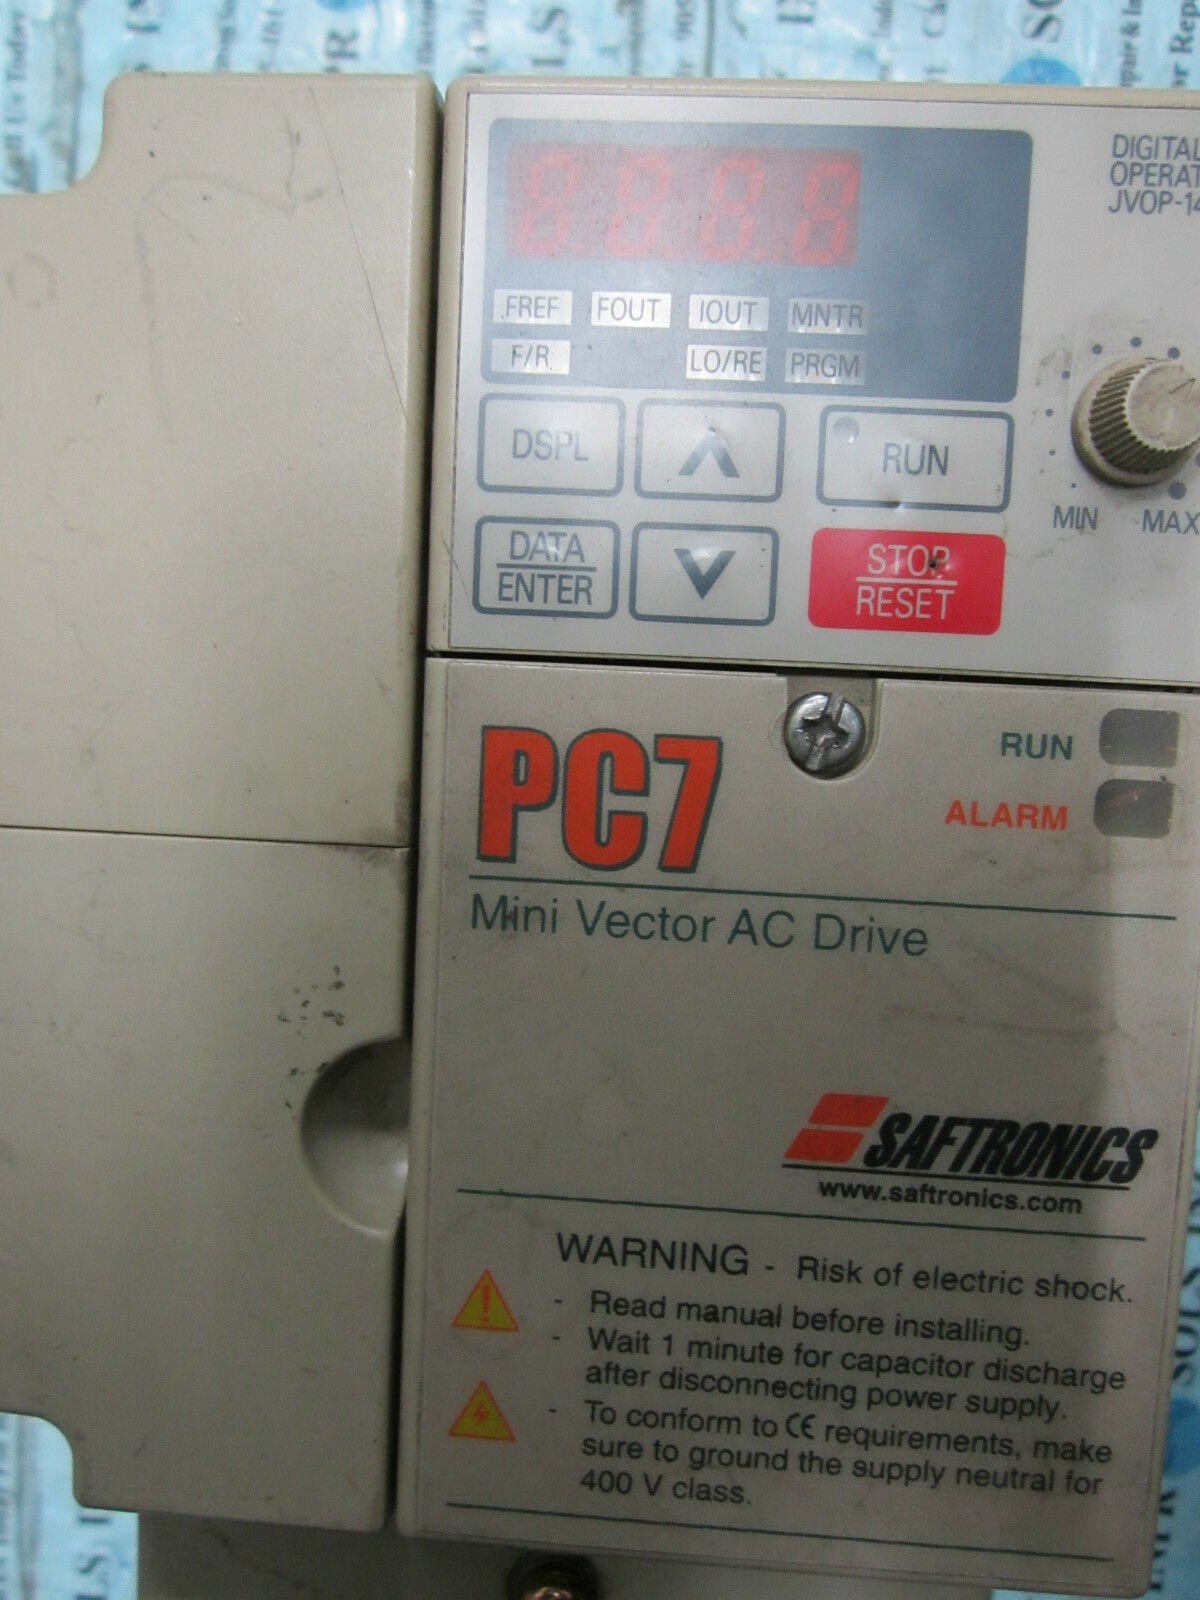 DIGITAL
OPERAT
JVOP-14
FREF FOUT IOUT MNTR
F/R LO/RE PRGM
DSPL
RUN
DATA
ENTER
STOP
RESET
MIN MAX
PC7
RUN
ALARM
Mini Vector AC Drive
SAFTRONICS
www.saftronics.com
WARNING - Risk of electric shock.
- Read manual before installing.
- Wait 1 minute for capacitor discharge
after disconnecting power supply.
- To conform to CE requirements, make
sure to ground the supply neutral for
400 V class.